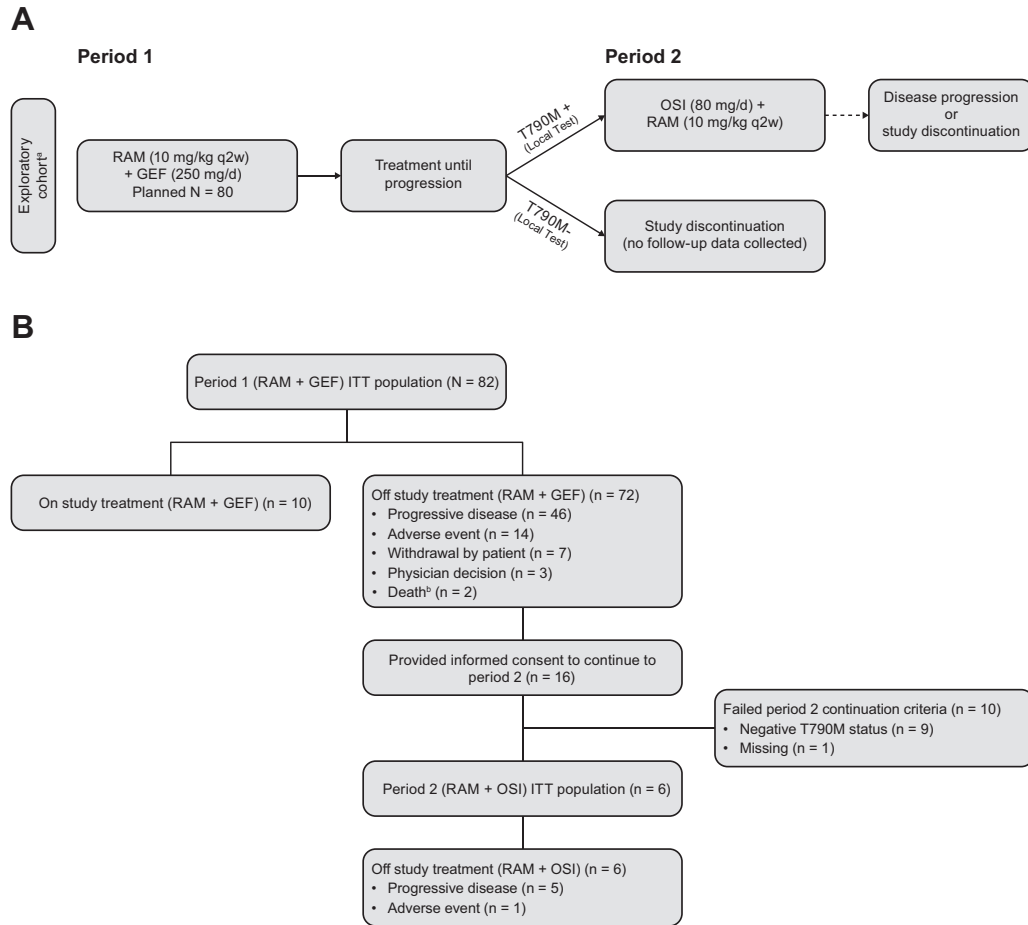 A
Period 1
Period 2
Exploratory
cohortᵃ
RAM (10 mg/kg q2w)
+ GEF (250 mg/d)
Planned N = 80
Treatment until
progression
T790M +
(Local Test)
T790M-
(Local Test)
OSI (80 mg/d) +
RAM (10 mg/kg q2w)
Disease progression
or
study discontinuation
Study discontinuation
(no follow-up data collected)
B
Period 1 (RAM + GEF) ITT population (N = 82)
On study treatment (RAM + GEF) (n = 10)
Off study treatment (RAM + GEF) (n = 72)
• Progressive disease (n = 46)
• Adverse event (n = 14)
• Withdrawal by patient (n = 7)
• Physician decision (n = 3)
• Deathᵇ (n = 2)
Provided informed consent to continue to
period 2 (n = 16)
Failed period 2 continuation criteria (n = 10)
• Negative T790M status (n = 9)
• Missing (n = 1)
Period 2 (RAM + OSI) ITT population (n = 6)
Off study treatment (RAM + OSI) (n = 6)
• Progressive disease (n = 5)
• Adverse event (n = 1)